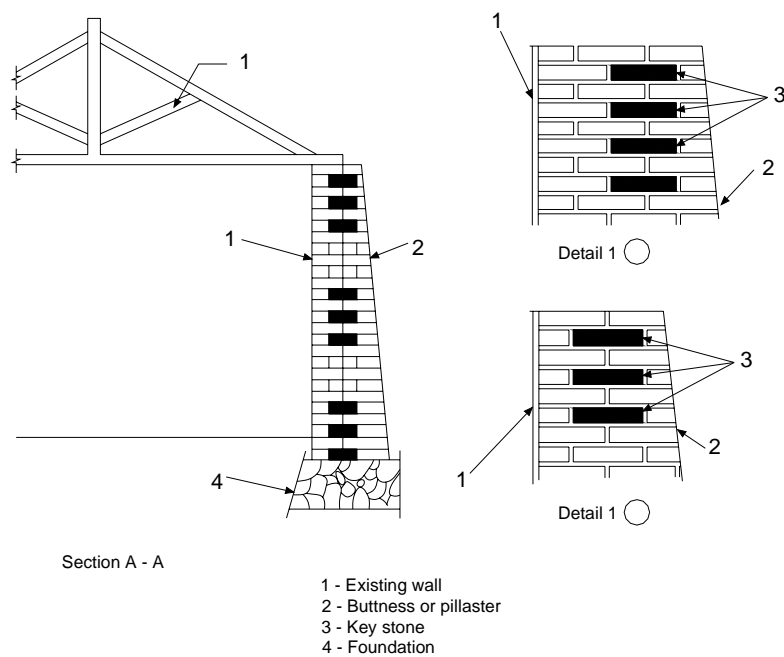 1
1
3
2
Detail 1
1
2
3
4
1
2
Detail 1
Section A - A
1 - Existing wall
2 - Buttness or pillaster
3 - Key stone
4 - Foundation